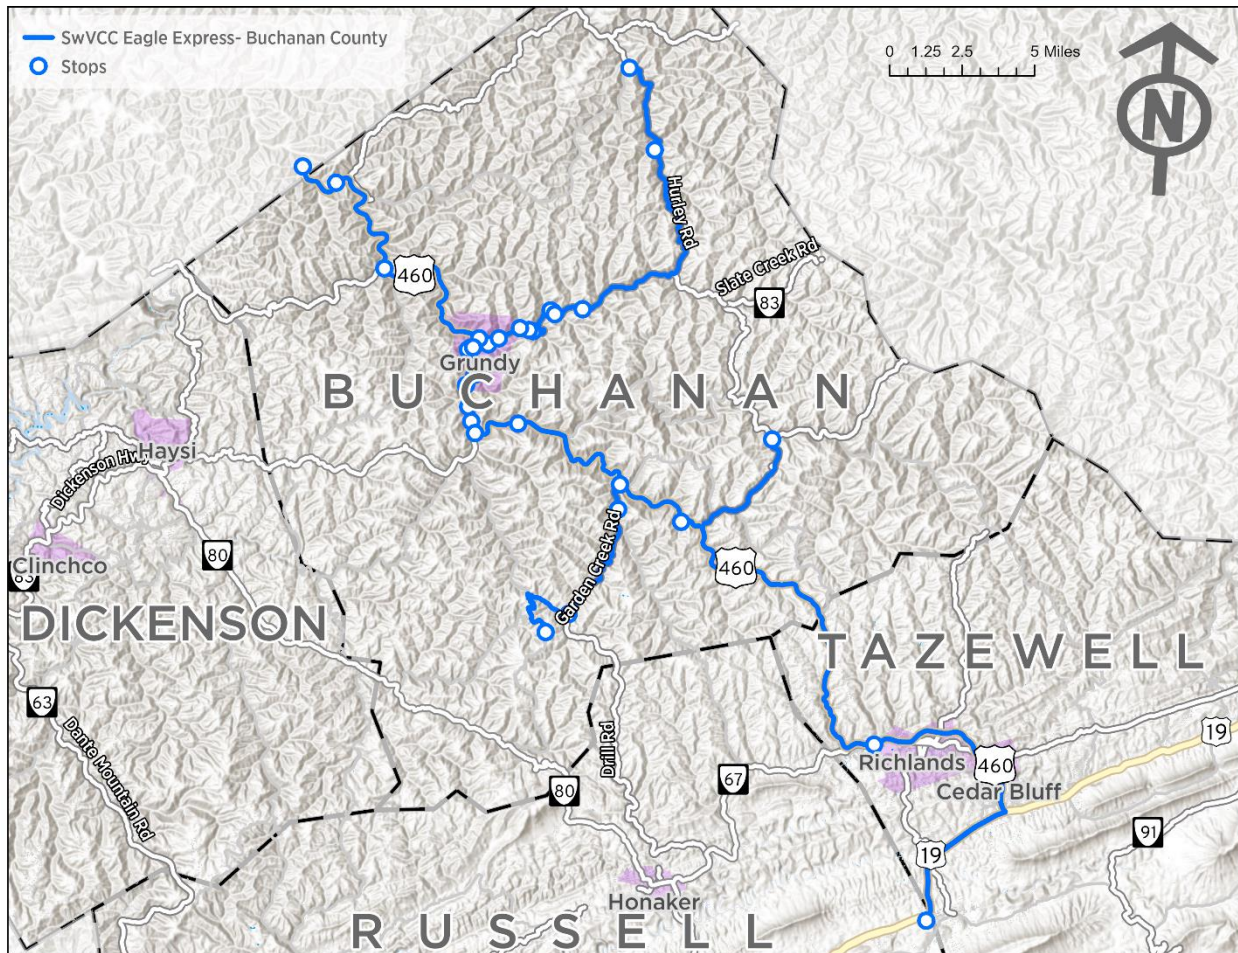 SwVCC Eagle Express- Buchanan County
Stops
0 1.25 2.5 5 Miles
N
Hurley Rd
460
Slate Creek Rd
83
Grundy
BUCHANAN
Haysi
Dickenson Hwy
Clinchco
83
80
Garden Creek Rd
460
DICKENSON
TAZEWELL
63
Dante Mountain Rd
Drill Rd
19
Richlands
460
67
80
Cedar Bluff
91
19
Honaker
RUSSELL